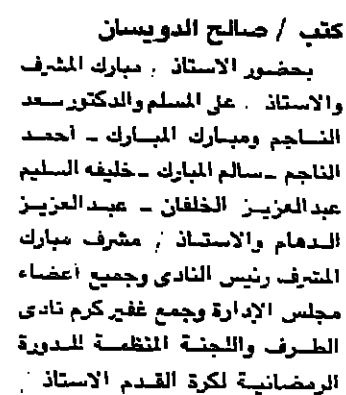 كتب / صالح الدويسان
بحضور الاستاذ . مبارك المشرف
والاستاذ . على المسلم والدكتور سعد
الناجم ومبارك المبارك ـ احمد
الناجم ـ سالم المبارك ـ خليفه السليم
عبدالعزيز الخلفان ـ عبدالعزيز
الدهام والاستاذ . مشرف مبارك
المشرف رئيس النادى وجميع أعضاء
مجلس الإدارة وجمع غفير كرم نادى
الطرف واللجنة المنظمة للدورة
الرمضانية لكرة القدم الاستاذ .